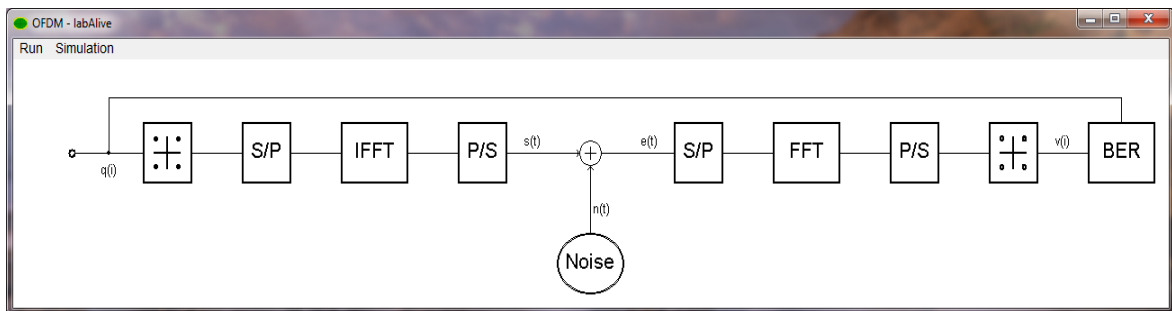 OFDM - labAlive
Run Simulation
q(i)
S/P
IFFT
P/S
s(t)
n(t)
Noise
e(t)
S/P
FFT
P/S
v(i)
BER